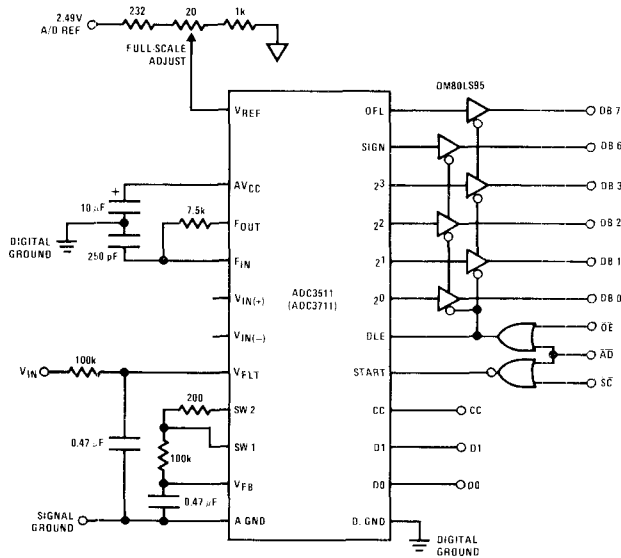 2.49V
A/D REF
232
20
1k
FULL-SCALE
ADJUST
DM80LS95
VREF
OFL
DB 7
SIGN
DB 6
AVCC
2³
DB 3
10 µF
7.5k
FOUT
2²
DB 2
DIGITAL
GROUND
250 pF
FIN
2¹
DB 1
ADC3511
(ADC3711)
VIN(+)
2⁰
DB 0
VIN(−)
DLE
OE
AD
VIN
100k
VFLT
START
SC
200
SW 2
CC
CC
0.47 µF
SW 1
D1
D1
100k
VFB
D0
D0
0.47 µF
SIGNAL
GROUND
A GND
D. GND
DIGITAL
GROUND